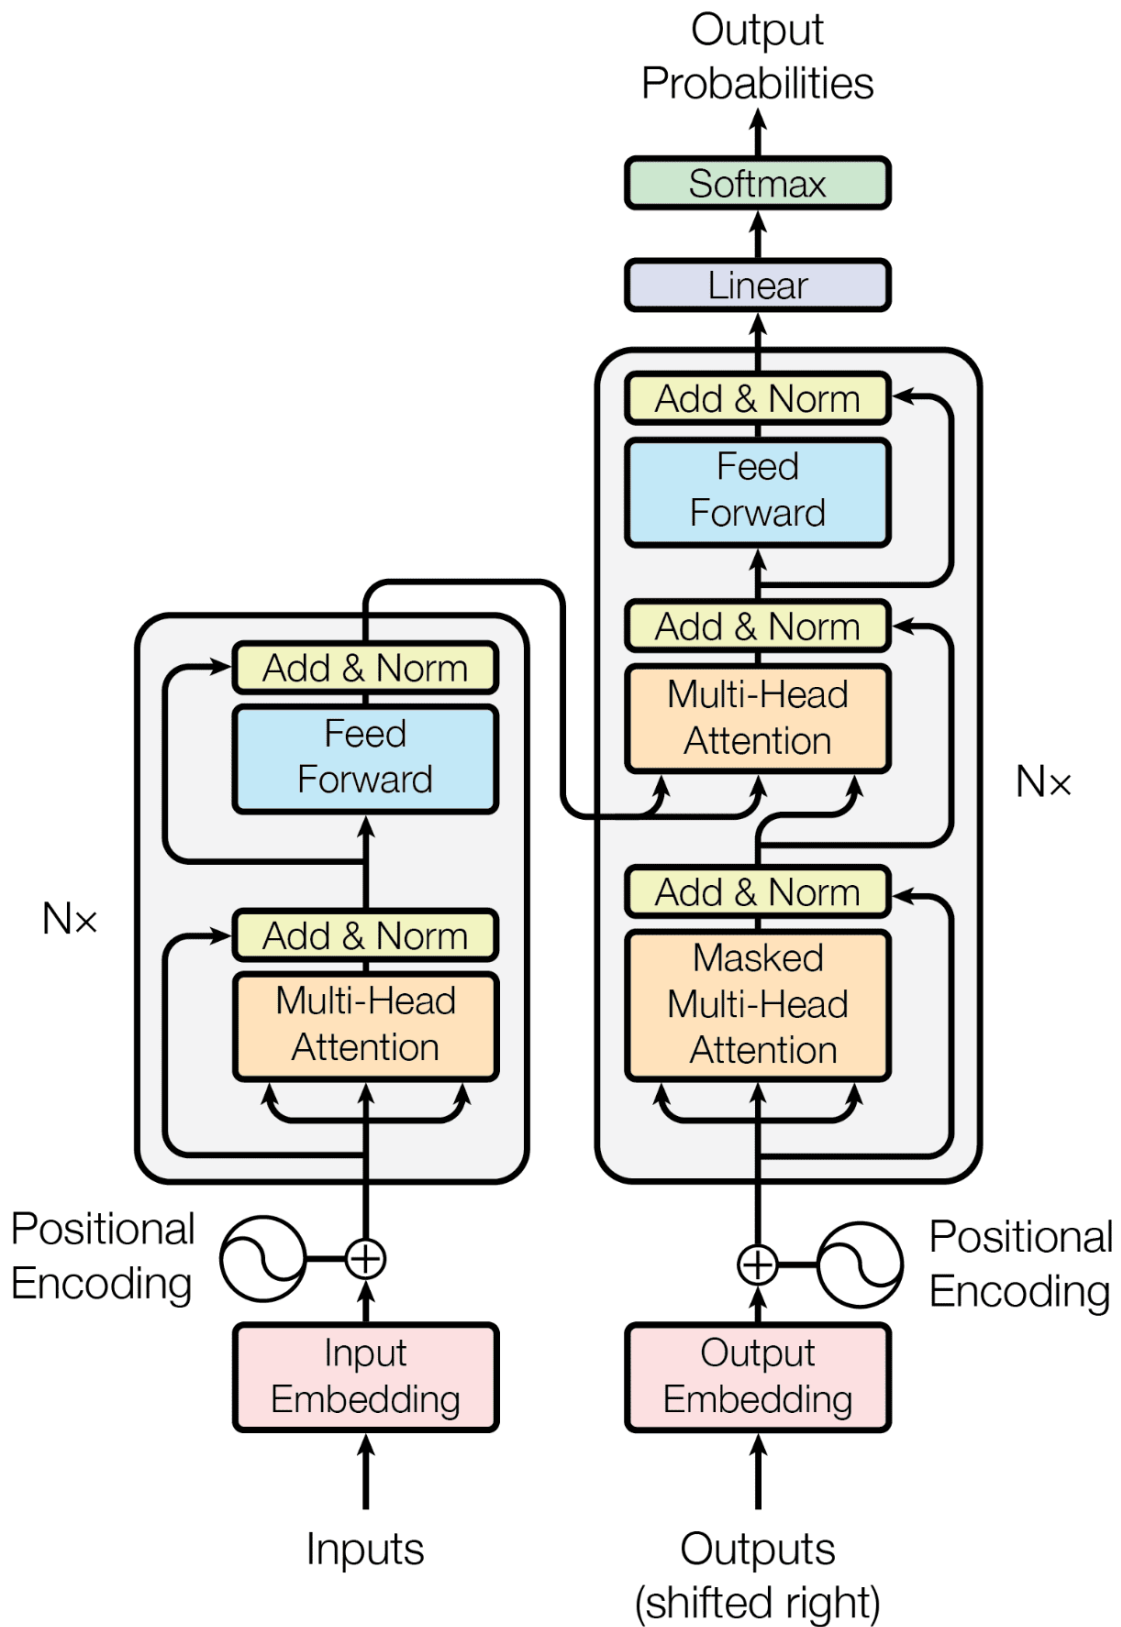 Output
Probabilities
Softmax
Linear
Add & Norm
Feed
Forward
Add & Norm
Multi-Head
Attention
Nx
Add & Norm
Masked
Multi-Head
Attention
Add & Norm
Feed
Forward
Nx
Add & Norm
Multi-Head
Attention
Positional
Encoding
Positional
Encoding
Input
Embedding
Output
Embedding
Inputs
Outputs
(shifted right)